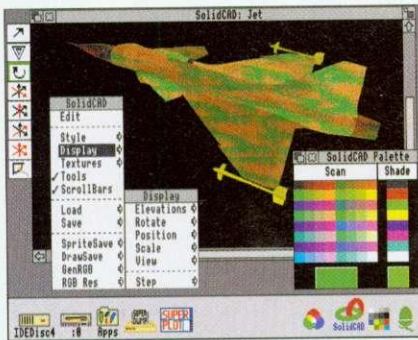 SolidCAD: Jet
SolidCAD
Edit
Style
Display
Textures
Tools
ScrollBars
Load
Save
SpriteSave
DrawSave
GenRGB
RGB Res
Display
Elevations
Rotate
Position
Scale
View
Step
SolidCAD Palette
Scan
Shade
IDEDisc4
:0
Apps
SUPER
PLOT
SolidCAD